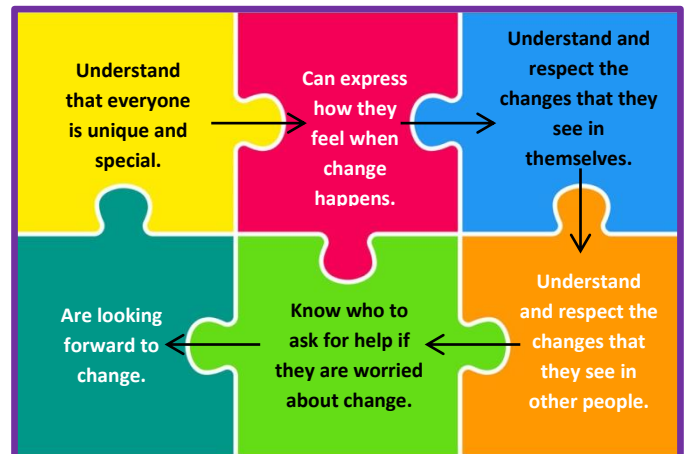 Understand
that everyone
is unique and
special.
Can express
how they
feel when
change
happens.
Understand and
respect the
changes that they
see in
themselves.
Understand
and respect the
changes that
they see in
other people.
Know who to
ask for help if
they are worried
about change.
Are looking
forward to
change.